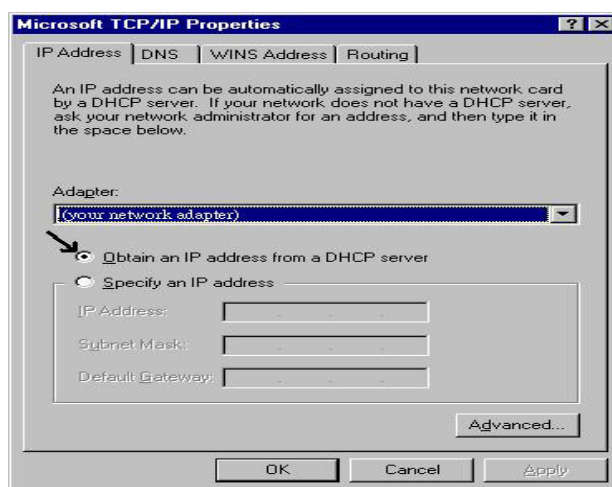 Microsoft TCP/IP Properties
IP Address DNS WINS Address Routing
An IP address can be automatically assigned to this network card
by a DHCP server. If your network does not have a DHCP server,
ask your network administrator for an address, and then type it in
the space below.
Adapter:
(your network adapter)
Obtain an IP address from a DHCP server
Specify an IP address
IP Address:
Subnet Mask:
Default Gateway:
Advanced...
OK Cancel Apply